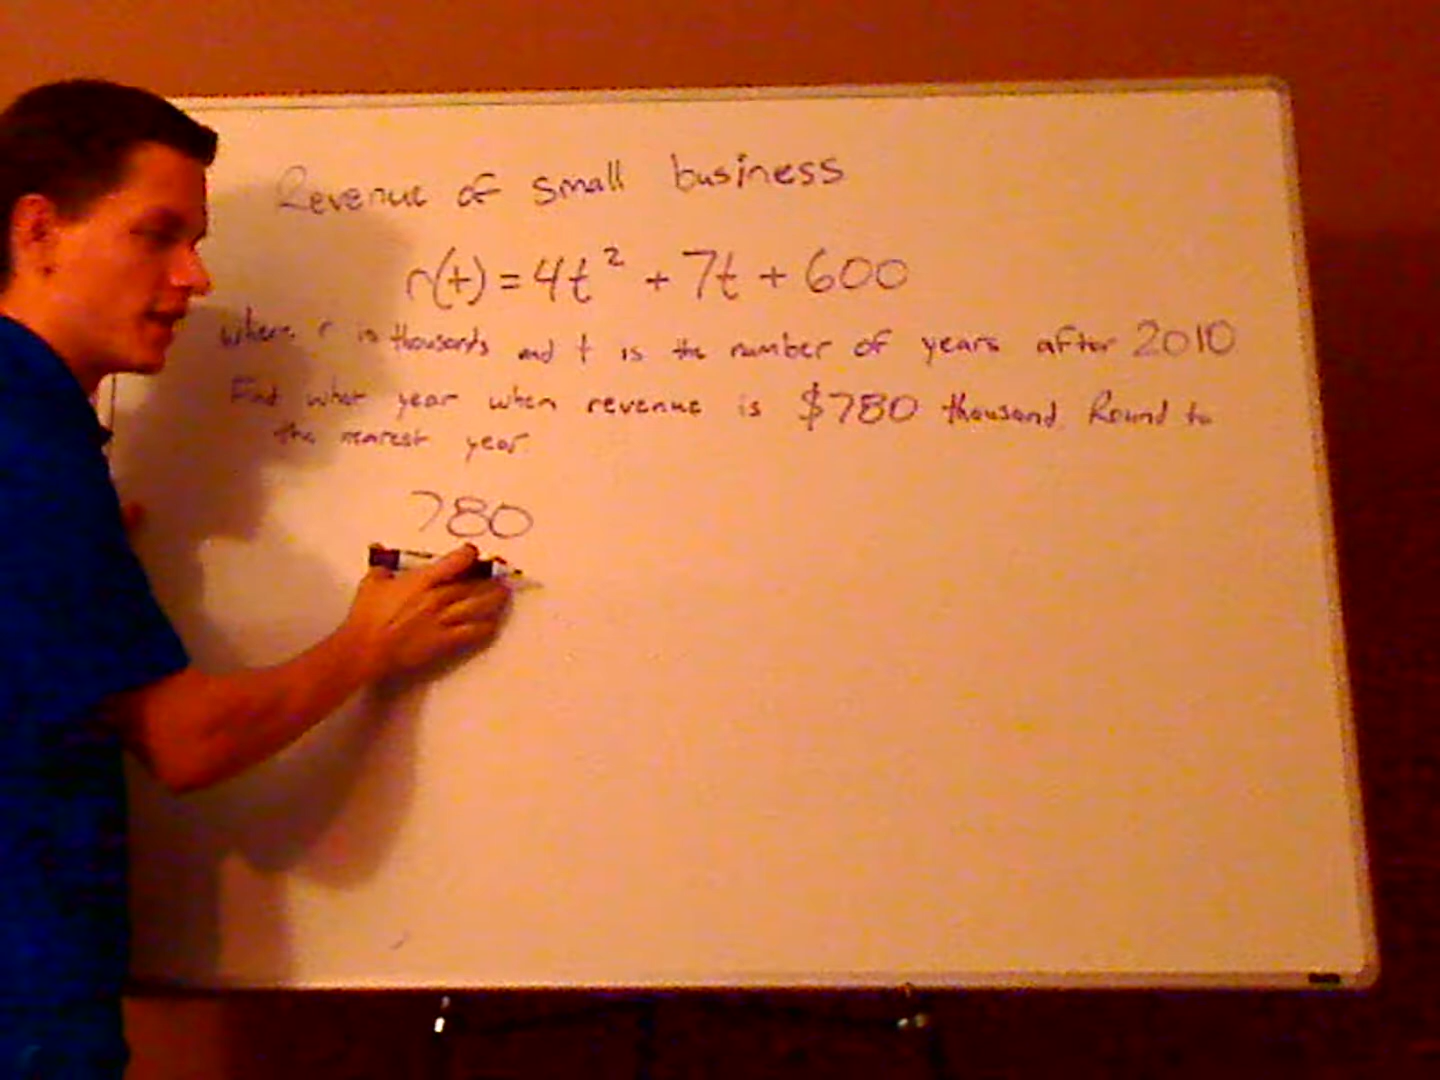 Revenue of small business
r(t) = 4t² + 7t + 600
where r is thousands and t is the number of years after 2010
Find what year when revenue is $780 thousand. Round to
the nearest year
780